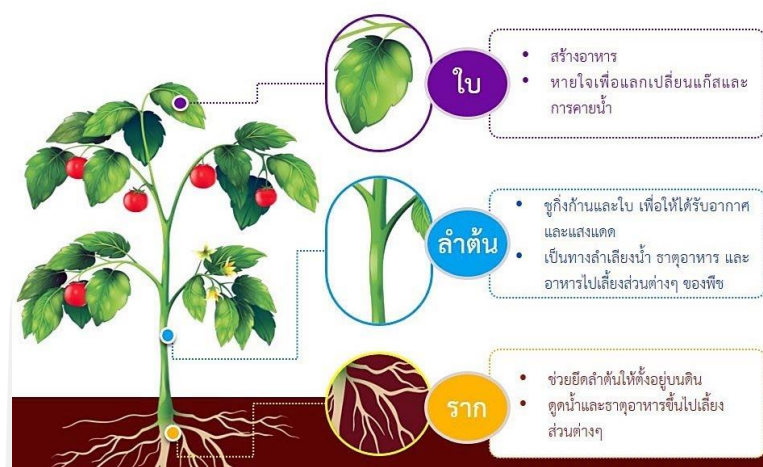 ใบ
สร้างอาหาร
หายใจเพื่อแลกเปลี่ยนแก๊สและ
การคายน้ำ
ลำต้น
ชูกิ่งก้านและใบ เพื่อให้ได้รับอากาศ
และแสงแดด
เป็นทางลำเลียงน้ำ ธาตุอาหาร และ
อาหารไปเลี้ยงส่วนต่างๆ ของพืช
ราก
ช่วยยึดลำต้นให้ตั้งอยู่บนดิน
ดูดน้ำและธาตุอาหารขึ้นไปเลี้ยง
ส่วนต่างๆ